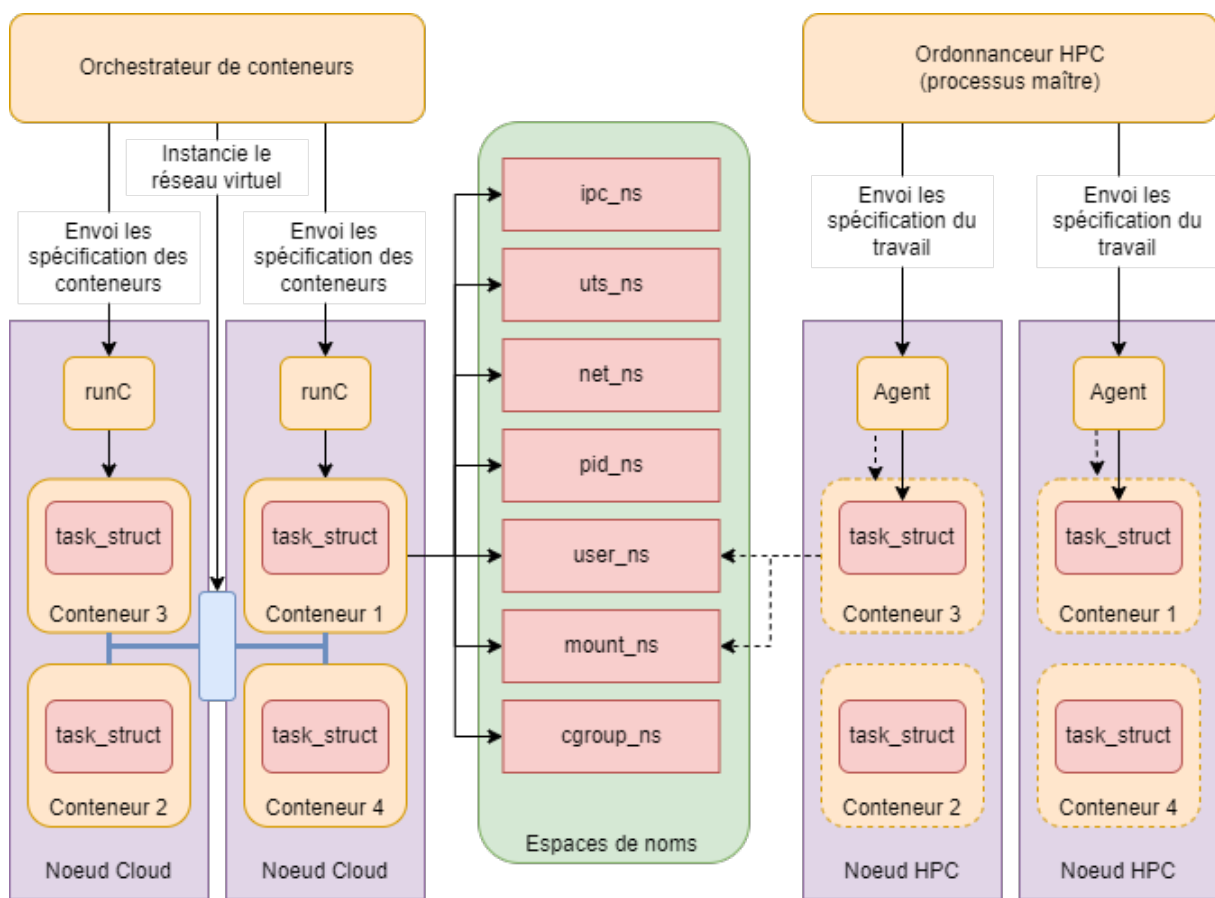 Orchestrateur de conteneurs
Ordonnanceur HPC
(processus maître)
Instancie le
réseau virtuel
Envoi les
spécification des
conteneurs
Envoi les
spécification des
conteneurs
Envoi les
spécification du
travail
Envoi les
spécification du
travail
runC
task_struct
Conteneur 3
task_struct
Conteneur 2
Noeud Cloud
runC
task_struct
Conteneur 1
task_struct
Conteneur 4
Noeud Cloud
ipc_ns
uts_ns
net_ns
pid_ns
user_ns
mount_ns
cgroup_ns
Espaces de noms
Agent
task_struct
Conteneur 3
task_struct
Conteneur 2
Noeud HPC
Agent
task_struct
Conteneur 1
task_struct
Conteneur 4
Noeud HPC